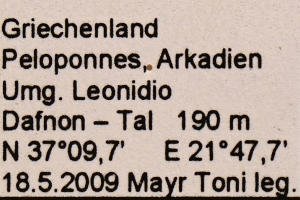 Griechenland
Peloponnes, Arkadien
Umg. Leonidio
Dafnon – Tal 190 m
N 37°09,7' E 21°47,7'
18.5.2009 Mayr Toni leg.